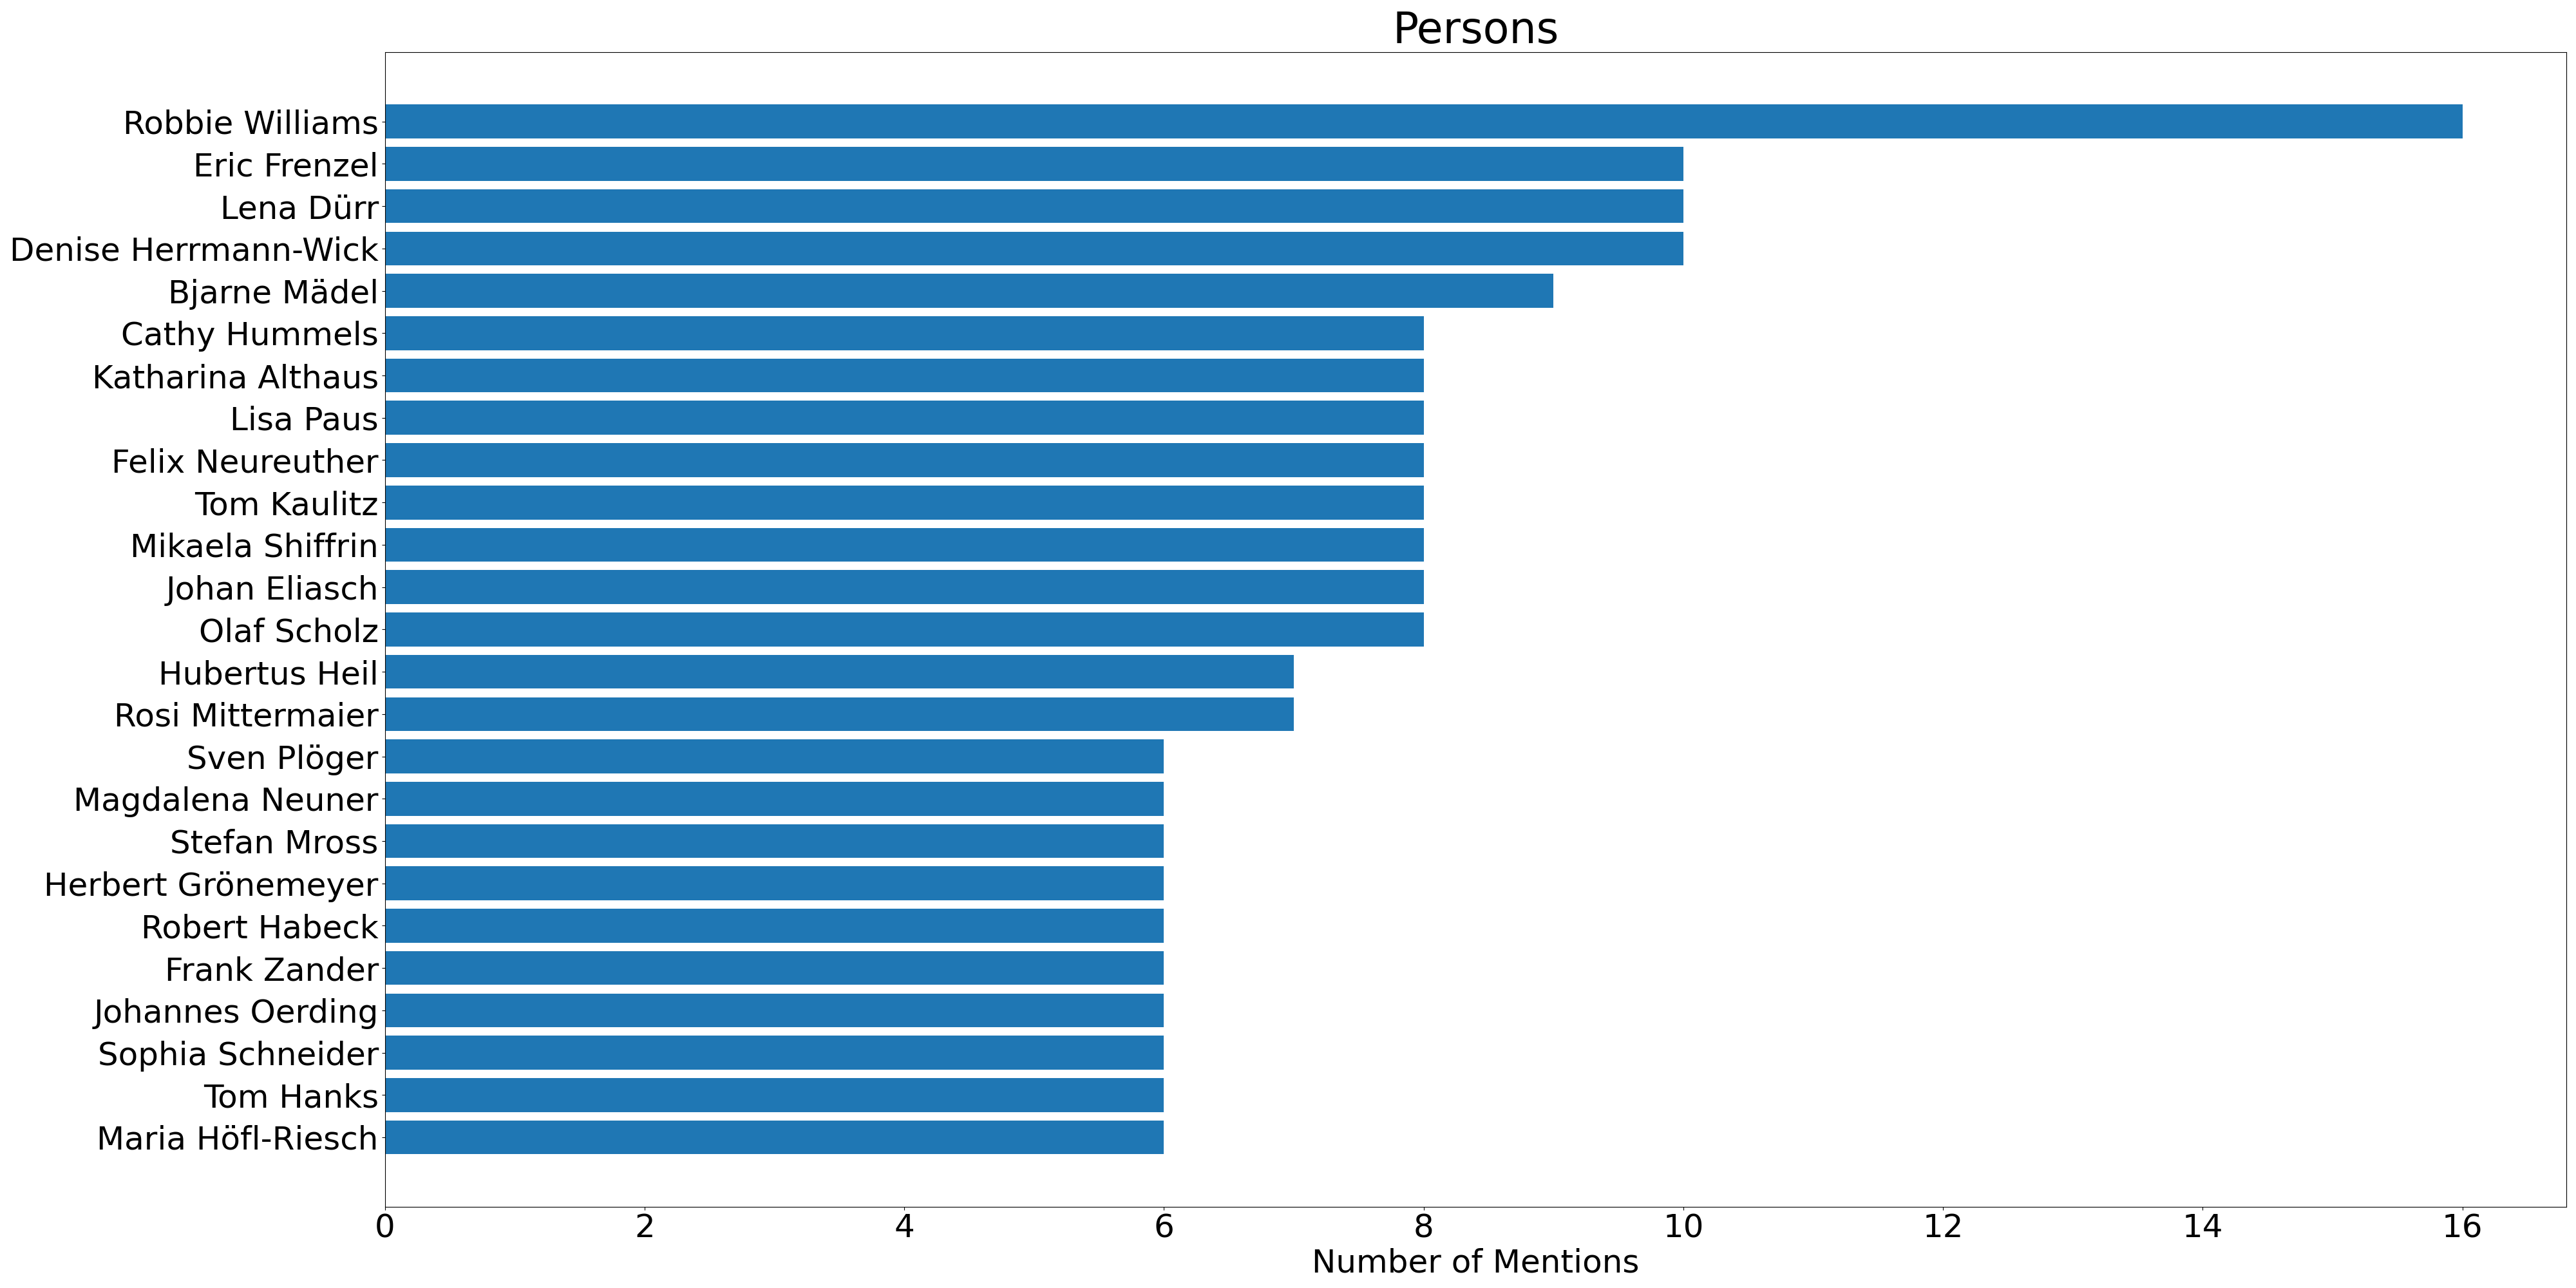 Persons
Robbie Williams
Eric Frenzel
Lena Dürr
Denise Herrmann-Wick
Bjarne Mädel
Cathy Hummels
Katharina Althaus
Lisa Paus
Felix Neureuther
Tom Kaulitz
Mikaela Shiffrin
Johan Eliasch
Olaf Scholz
Hubertus Heil
Rosi Mittermaier
Sven Plöger
Magdalena Neuner
Stefan Mross
Herbert Grönemeyer
Robert Habeck
Frank Zander
Johannes Oerding
Sophia Schneider
Tom Hanks
Maria Höfl-Riesch
0 2 4 6 8 10 12 14 16
Number of Mentions